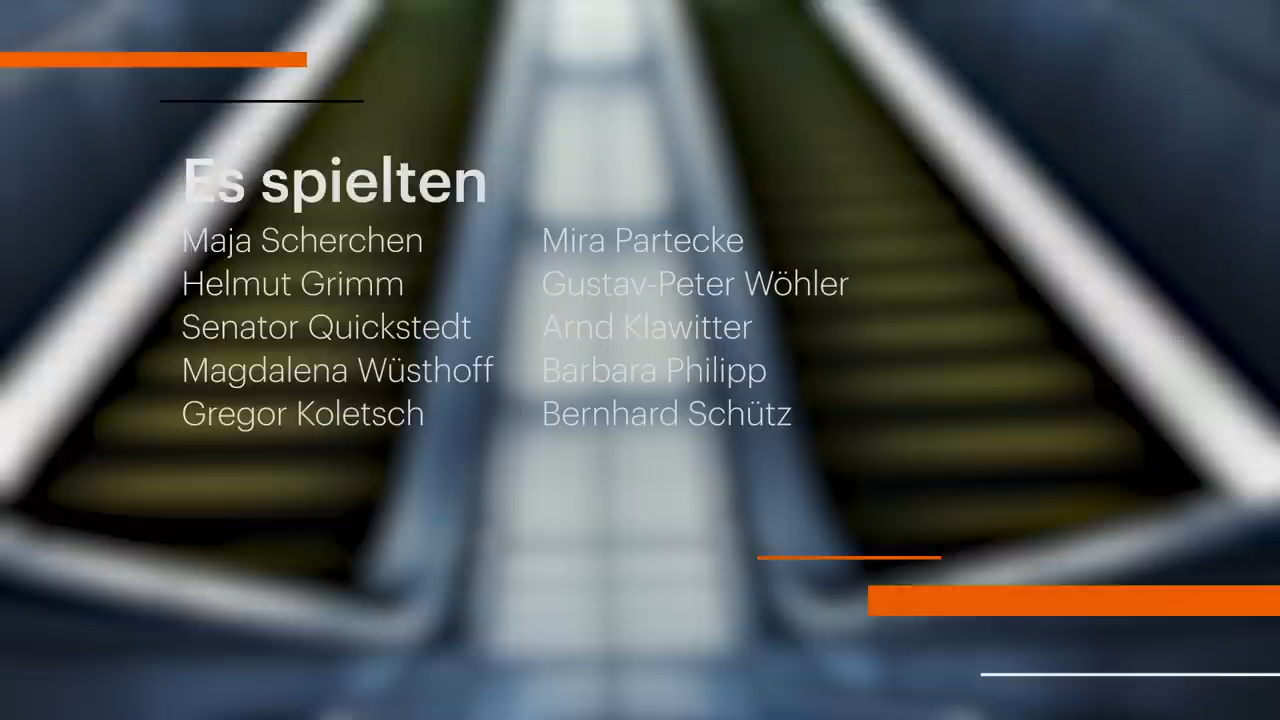 Es spielten
Maja Scherchen Mira Partecke
Helmut Grimm Gustav-Peter Wöhler
Senator Quickstedt Arnd Klawitter
Magdalena Wüsthoff Barbara Philipp
Gregor Koletsch Bernhard Schütz